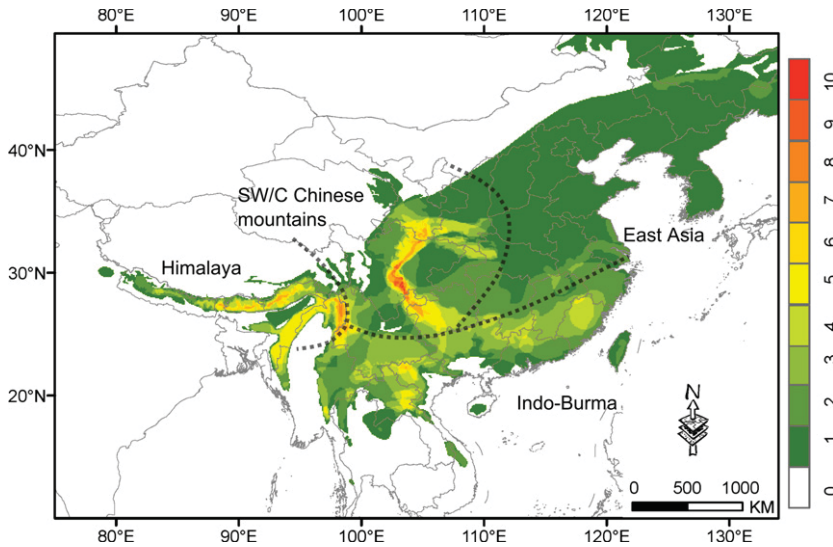 80°E 90°E 100°E 110°E 120°E 130°E
40°N
30°N
20°N
SW/C Chinese
mountains
Himalaya
East Asia
Indo-Burma
N
0 500 1000
KM
10
9
8
7
6
5
4
3
2
1
0
80°E 90°E 100°E 110°E 120°E 130°E